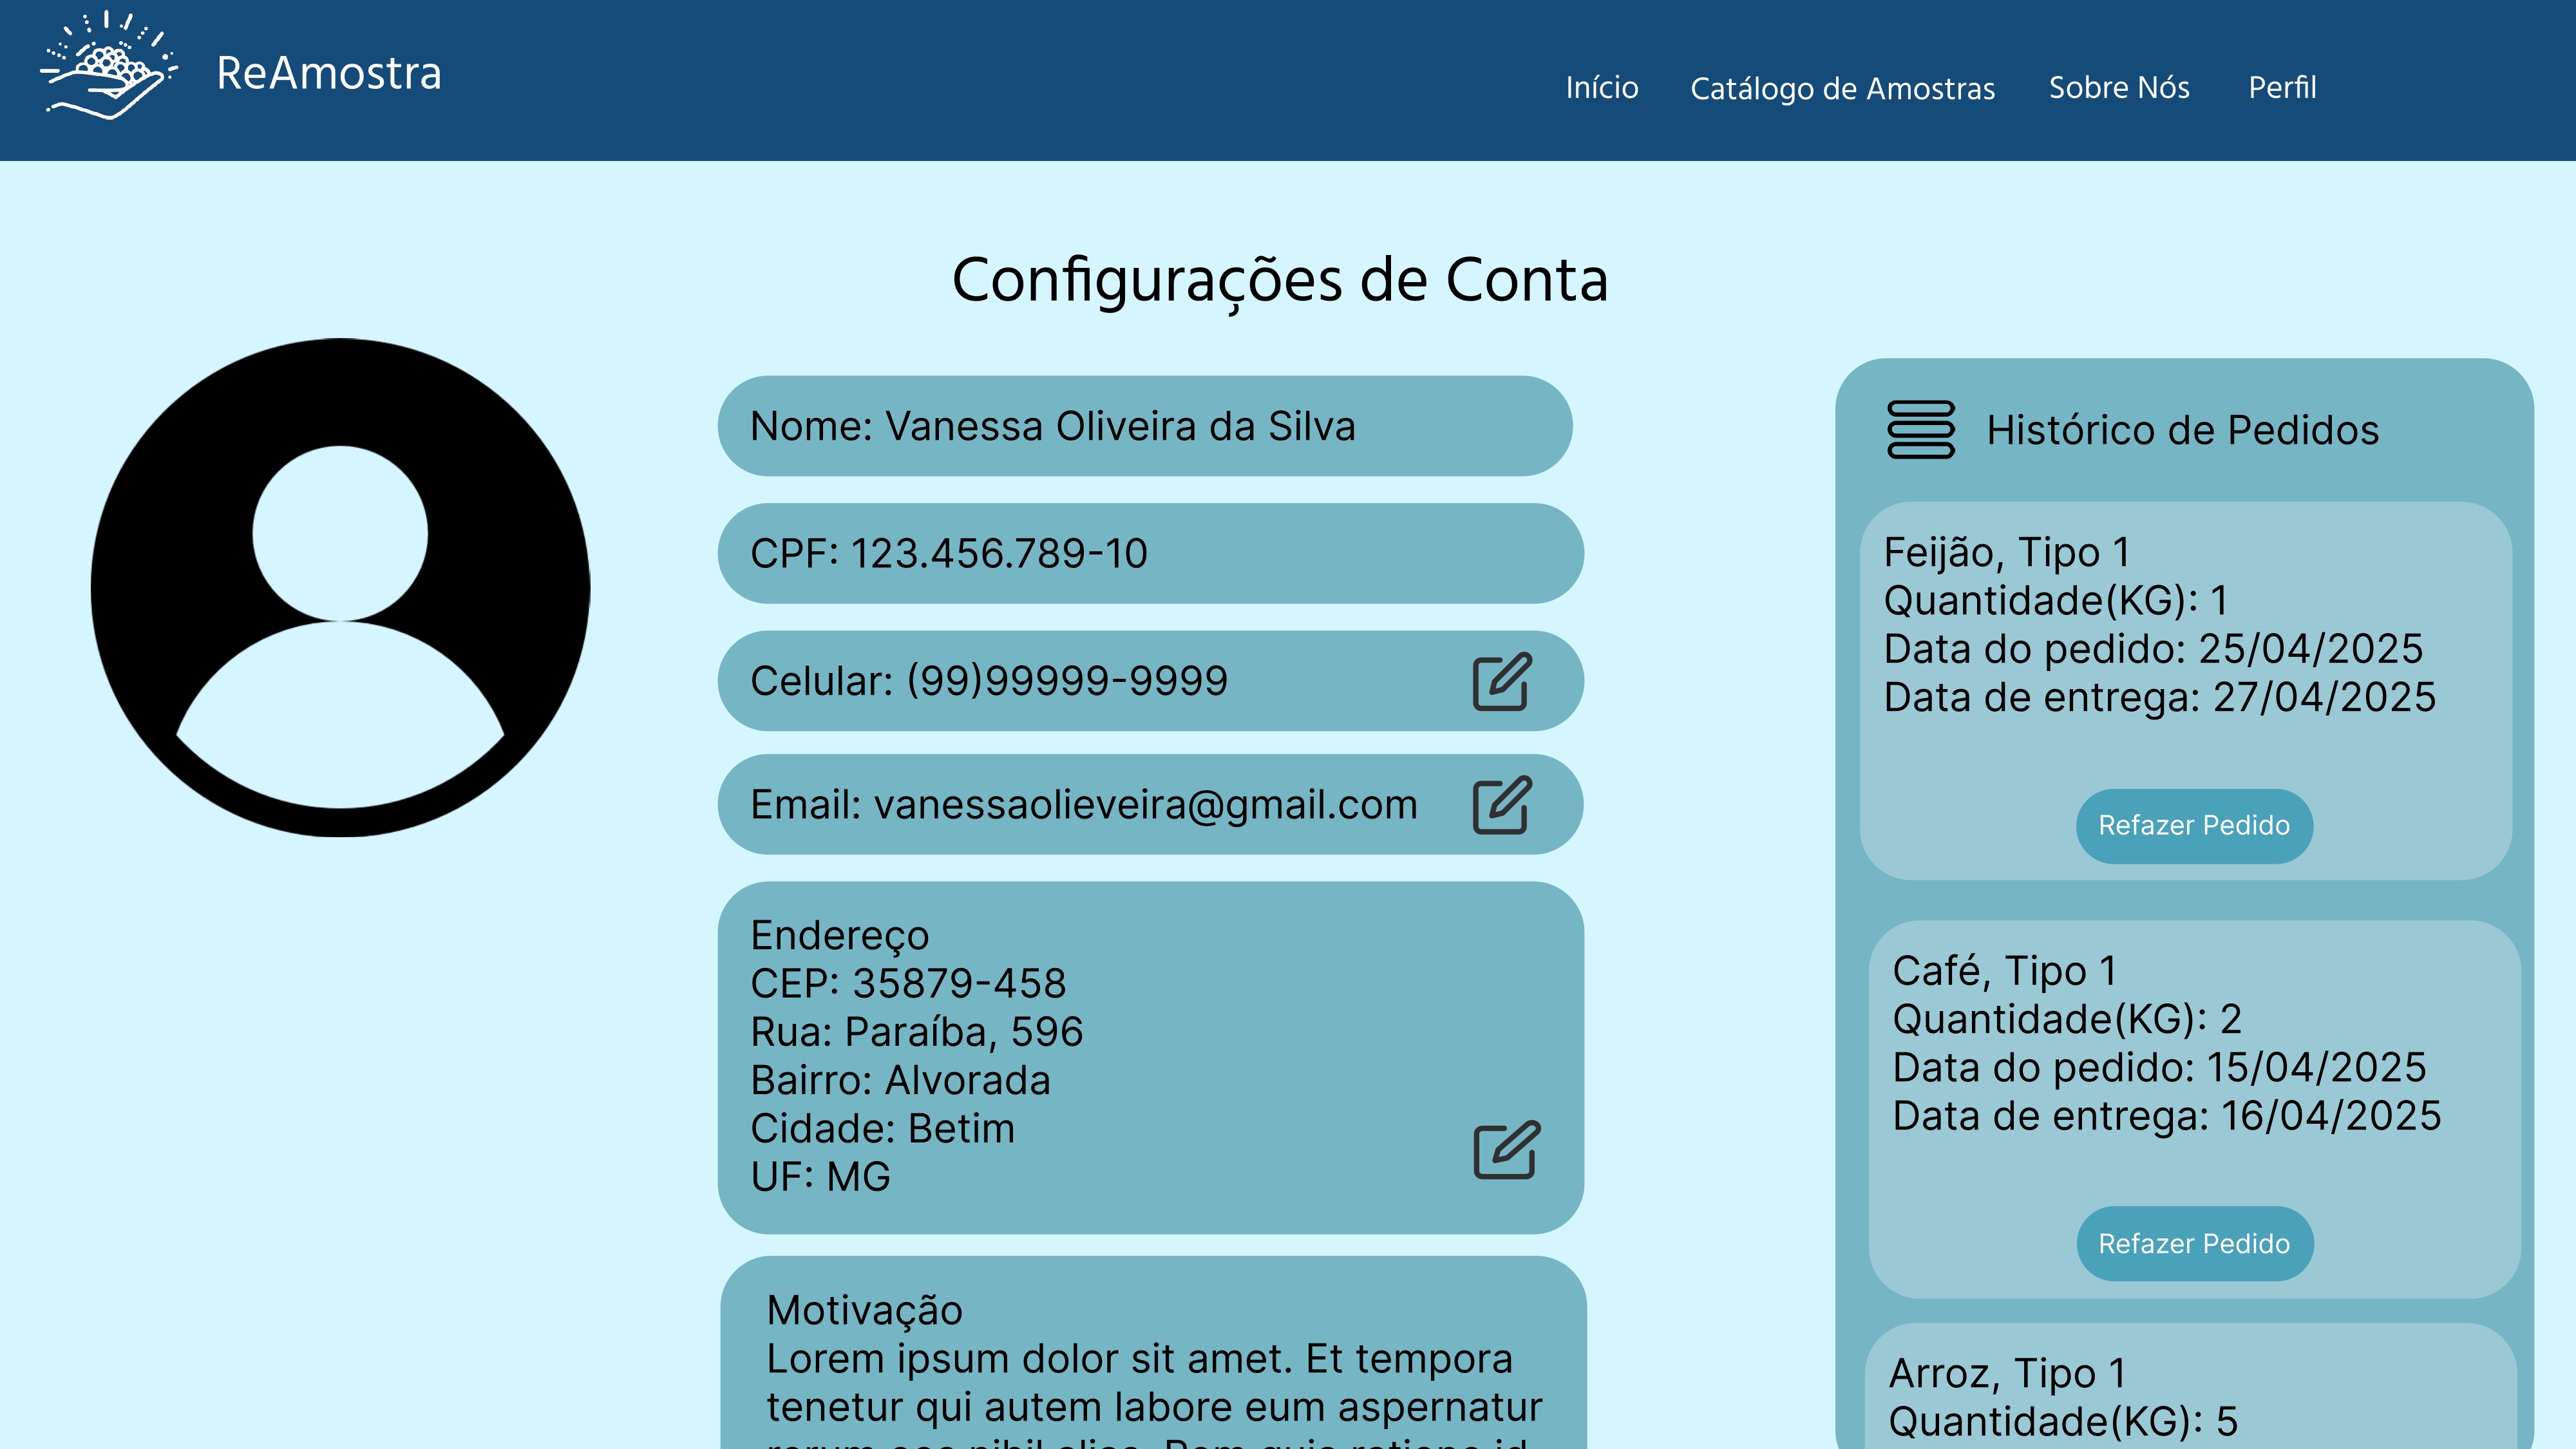 ReAmostra
Início
Catálogo de Amostras
Sobre Nós
Perfil
Configurações de Conta
Nome: Vanessa Oliveira da Silva
CPF: 123.456.789-10
Celular: (99)99999-9999
Email: vanessaolieveira@gmail.com
Endereço
CEP: 35879-458
Rua: Paraíba, 596
Bairro: Alvorada
Cidade: Betim
UF: MG
Motivação
Lorem ipsum dolor sit amet. Et tempora
tenetur qui autem labore eum aspernatur
Histórico de Pedidos
Feijão, Tipo 1
Quantidade(KG): 1
Data do pedido: 25/04/2025
Data de entrega: 27/04/2025
Refazer Pedido
Café, Tipo 1
Quantidade(KG): 2
Data do pedido: 15/04/2025
Data de entrega: 16/04/2025
Refazer Pedido
Arroz, Tipo 1
Quantidade(KG): 5